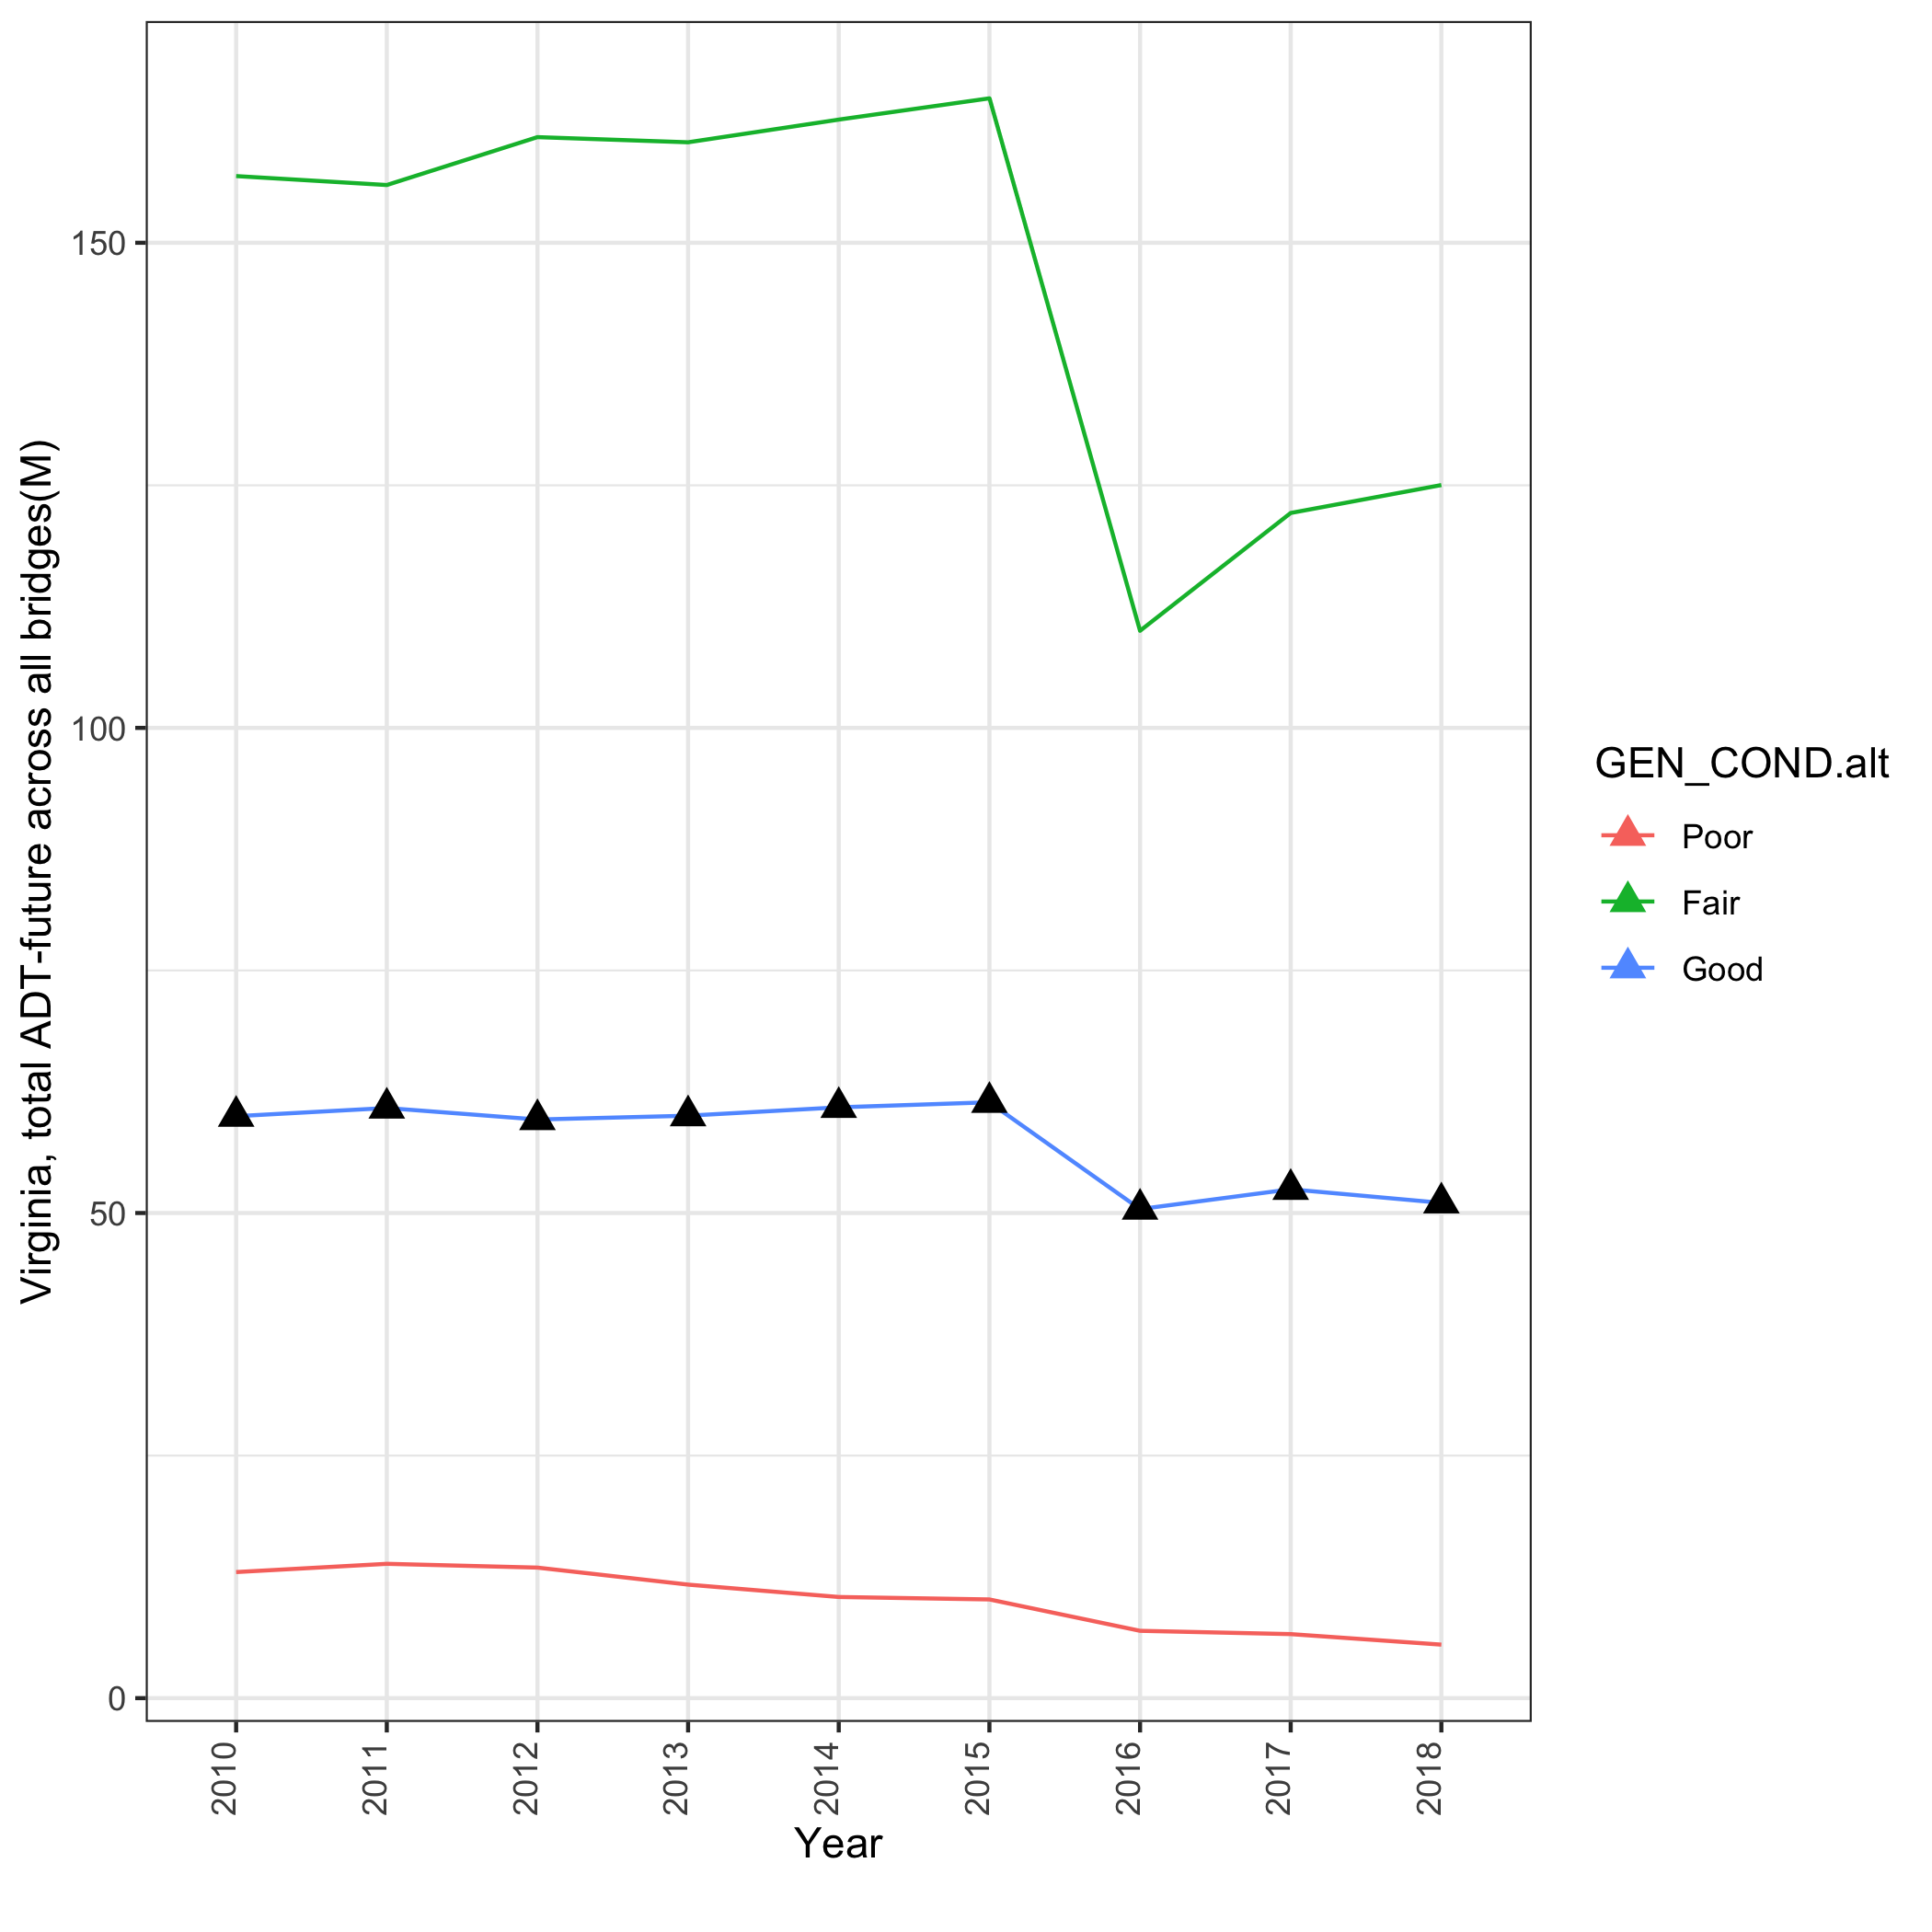 Virginia, total ADT-future across all bridges(M)
150
100
50
0
2010
2011
2012
2013
2014
2015
2016
2017
2018
Year
GEN_COND.alt
Poor
Fair
Good